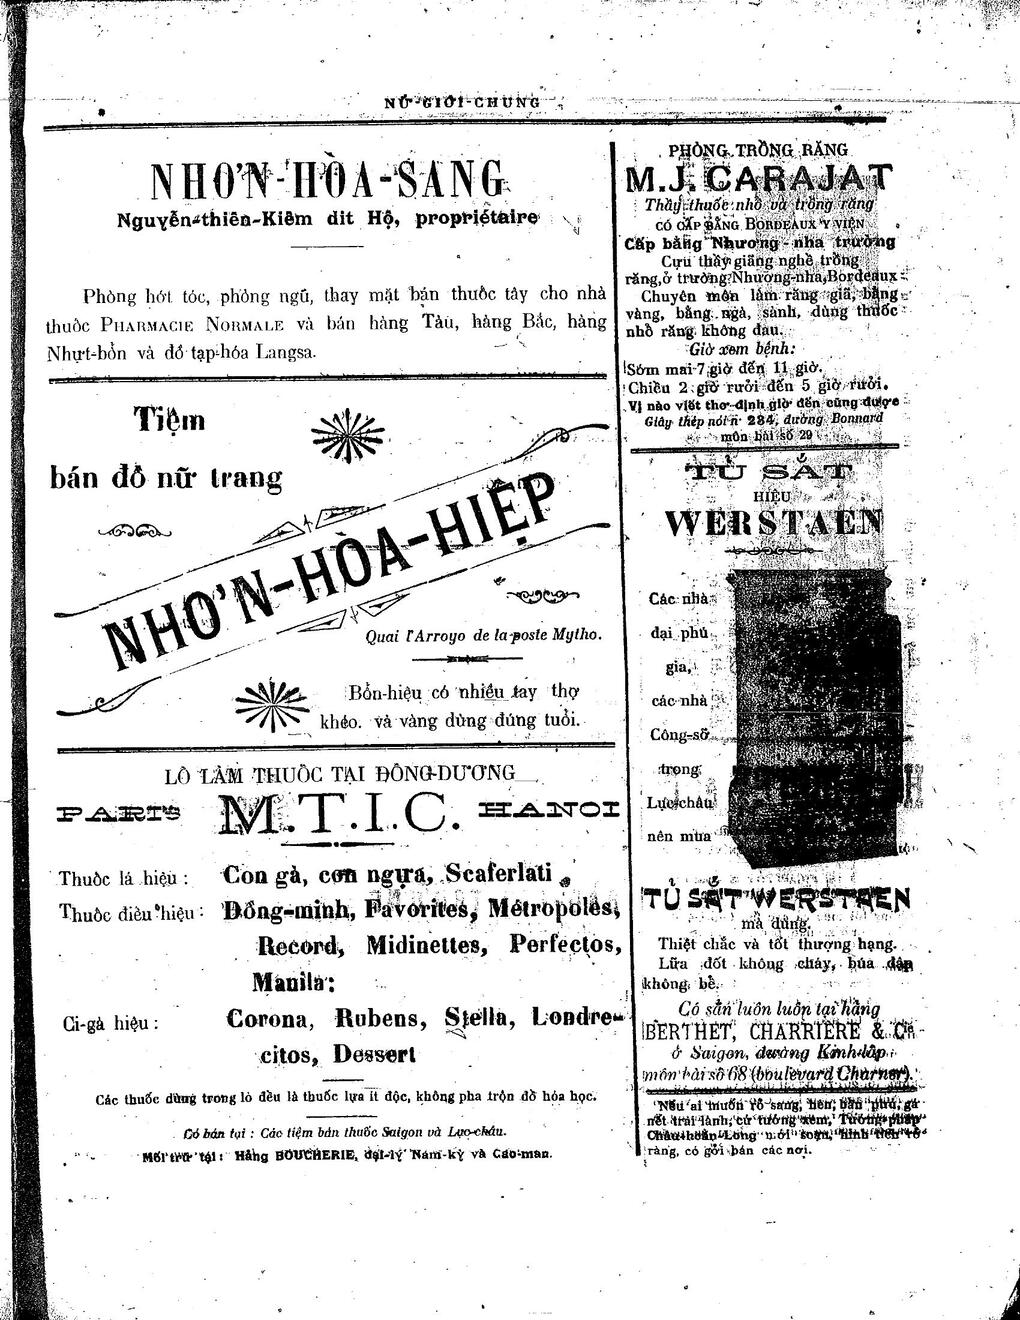 NỮ-GIỚI-CHUNG
NHƠN-HÒA-SANG
Nguyễn-thiên-Kiêm dit Hộ, propriétaire
Phòng hớt tóc, phòng ngũ, thay mặt bán thuốc tây cho nhà
thuốc PHARMACIE NORMALE và bán hàng Tàu, hàng Bắc, hàng
Nhựt-bổn và đồ tạp-hóa Langsa.
Tiệm
bán đồ nữ trang
NHƠN-HÒA-HIỆP
Quai l'Arroyo de la poste Mytho.
Bổn-hiệu có nhiều tay thợ
khéo. và vàng dùng đúng tuổi.
LÒ LÀM THUỐC TẠI ĐÔNG-DƯƠNG
PARIS M.T.I.C. HANOI
Thuốc lá hiệu : Con gà, con ngựa, Scaferlati
Thuốc điếu hiệu : Đồng-minh, Favorites, Métropoles,
Record, Midinettes, Perfectos,
Manila;
Ci-gà hiệu : Corona, Rubens, Stella, Londre-
citos, Dessert
Các thuốc dùng trong lò đều là thuốc lựa ít độc, không pha trộn đồ hóa học.
Có bán tại : Các tiệm bán thuốc Saigon và Lục-châu.
Mối trữ tại : Hãng BOUCHERIE, đại-lý Nam-kỳ và Cao-man.
PHÒNG TRỒNG RĂNG
M.J. CARAJAT
Thầy thuốc nhổ và trồng răng
CÓ CẤP BẰNG BORDEAUX Y VIỆN
Cấp bằng Nhương-nha trường
Cựu thầy giảng nghề trồng
răng, ở trường Nhương-nha, Bordeaux
Chuyên môn làm răng giả, bằng
vàng, bằng ngà, sành, dùng thuốc
nhổ răng không đau.
Giờ xem bệnh:
Sớm mai 7 giờ đến 11 giờ.
Chiều 2 giờ rưỡi đến 5 giờ rưỡi.
Vị nào viết thơ định giờ đến cũng được
Giây thép nói n° 284, đường Bonnard
môn bài số 29
TỦ SẮT
HIỆU
WERSTAEN
Các nhà
đại phú
gia,
các nhà
Công-sở
trong
Lục-châu
nên mua
TỦ SẮT WERSTAEN
mà dùng.
Thiệt chắc và tốt thượng hạng.
Lửa đốt không cháy, búa đập
không bể.
Có sẵn luôn luôn tại hãng
BERTHET, CHARRIÈRE & Cie
ở Saigon, đường Kinh-lấp
môn bài số 68 (boulevard Charner).
Nếu ai muốn rõ sang, hèn, bần phú, ga
nết trai lành, cứ tướng xem, Tướng-pháp
Châu-hoàn Long mới soạn, hình tiên rõ
ràng, có gởi bán các nơi.